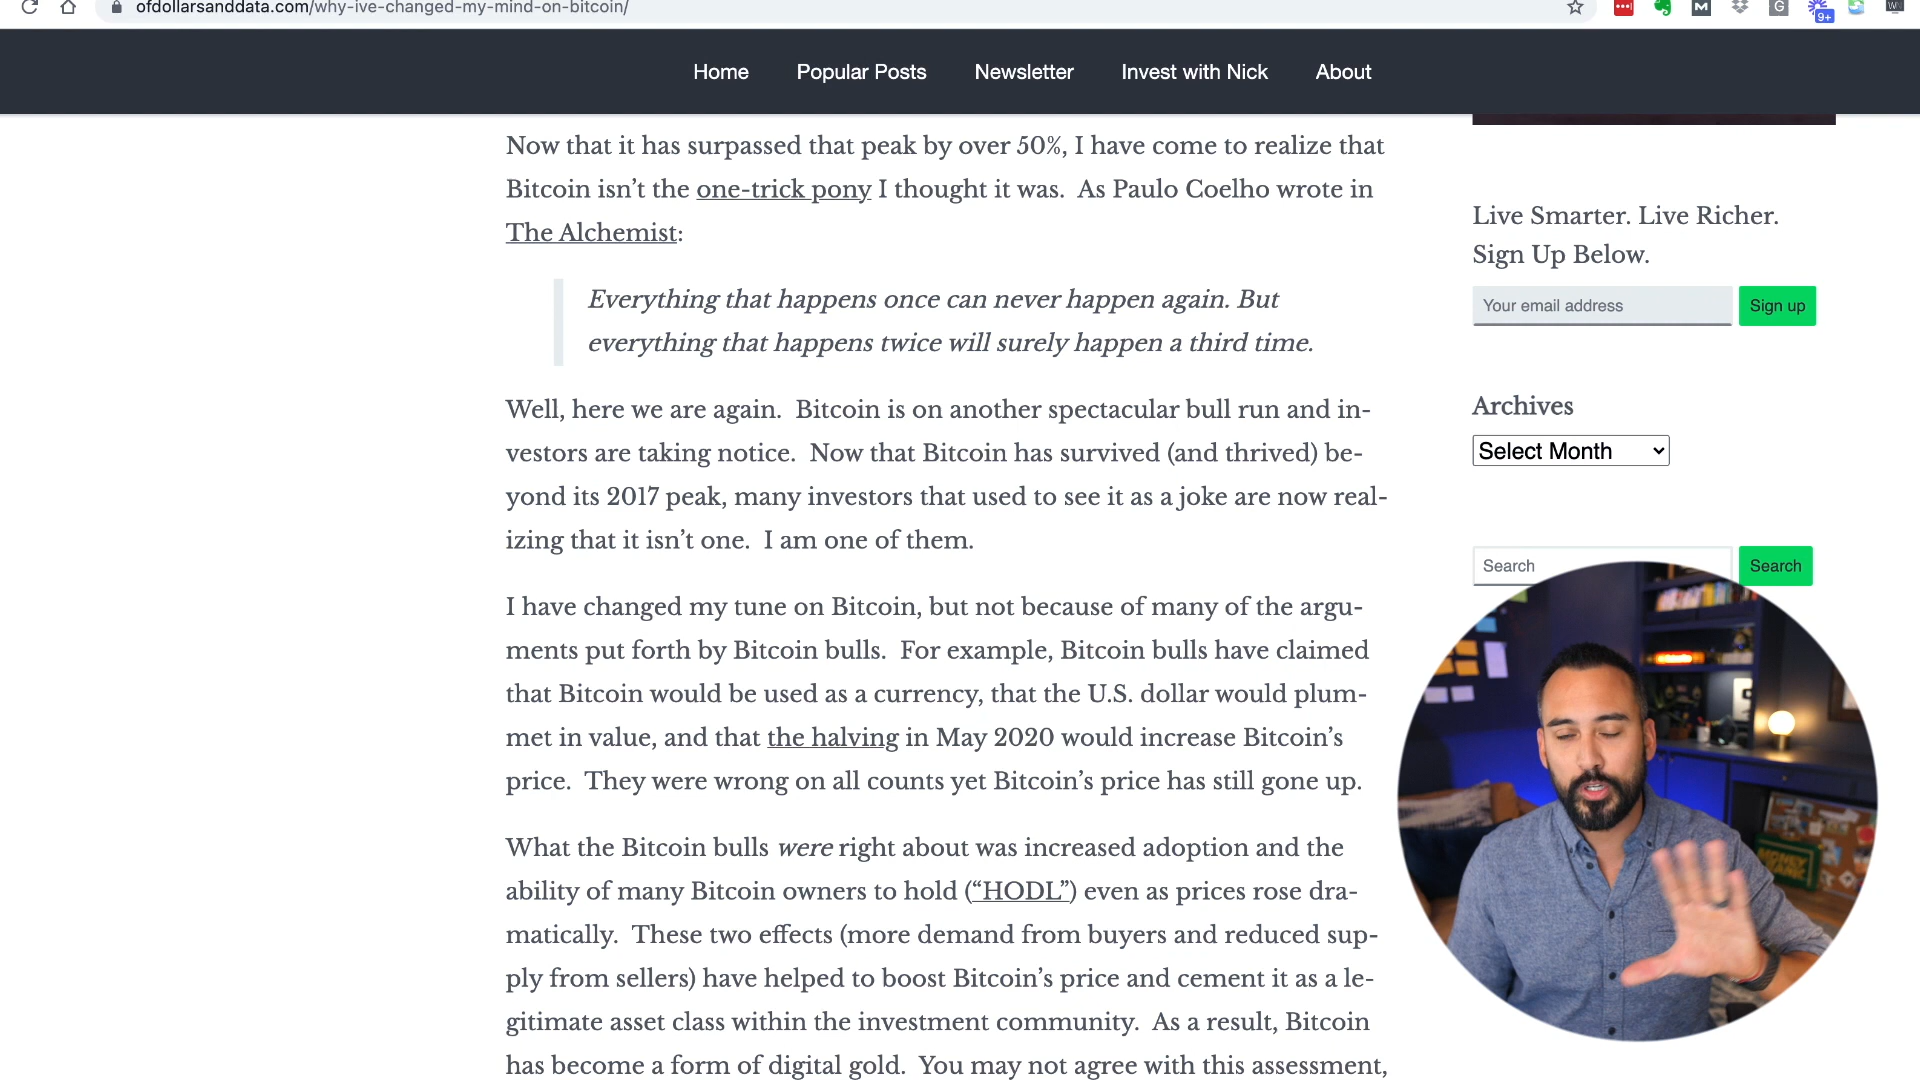 ofdollarsanddata.com/why-ive-changed-my-mind-on-bitcoin/
9+
Home Popular Posts Newsletter Invest with Nick About
Now that it has surpassed that peak by over 50%, I have come to realize that
Bitcoin isn’t the one-trick pony I thought it was. As Paulo Coelho wrote in
The Alchemist:
Everything that happens once can never happen again. But
everything that happens twice will surely happen a third time.
Well, here we are again. Bitcoin is on another spectacular bull run and in-
vestors are taking notice. Now that Bitcoin has survived (and thrived) be-
yond its 2017 peak, many investors that used to see it as a joke are now real-
izing that it isn’t one. I am one of them.
I have changed my tune on Bitcoin, but not because of many of the argu-
ments put forth by Bitcoin bulls. For example, Bitcoin bulls have claimed
that Bitcoin would be used as a currency, that the U.S. dollar would plum-
met in value, and that the halving in May 2020 would increase Bitcoin’s
price. They were wrong on all counts yet Bitcoin’s price has still gone up.
What the Bitcoin bulls were right about was increased adoption and the
ability of many Bitcoin owners to hold (“HODL”) even as prices rose dra-
matically. These two effects (more demand from buyers and reduced sup-
ply from sellers) have helped to boost Bitcoin’s price and cement it as a le-
gitimate asset class within the investment community. As a result, Bitcoin
has become a form of digital gold. You may not agree with this assessment,
Live Smarter. Live Richer.
Sign Up Below.
Your email address
Sign up
Archives
Select Month
Search
Search